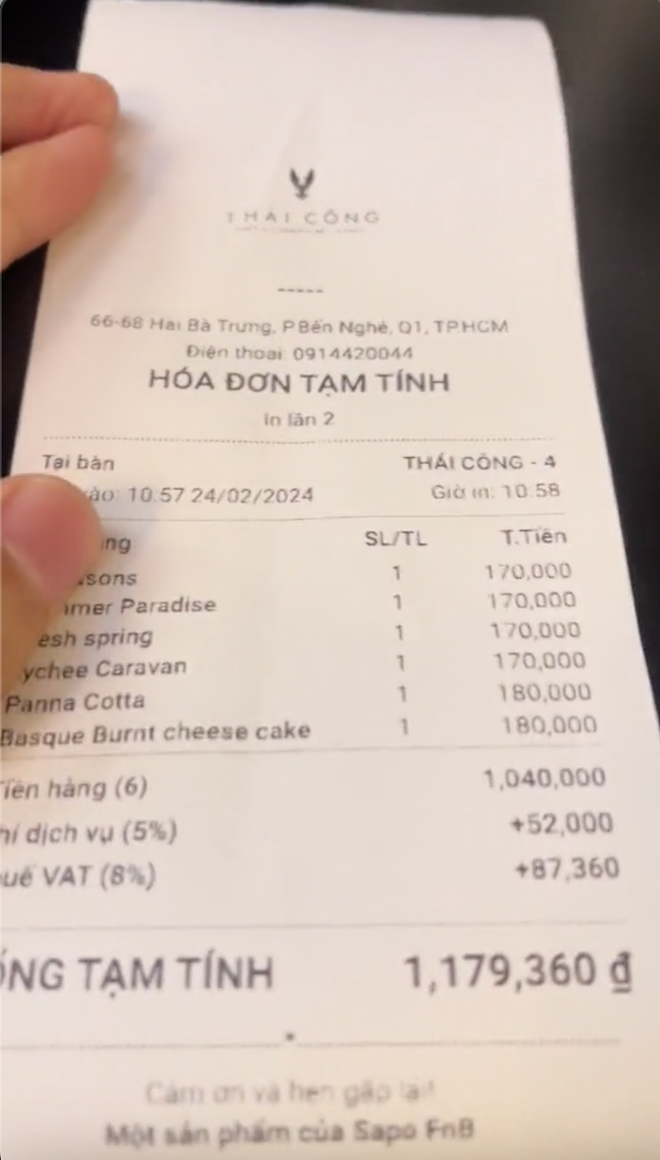 THÁI CÔNG
-----
66-68 Hai Bà Trưng, P.Bến Nghé, Q1, TP.HCM
Điện thoại: 0914420044
HÓA ĐƠN TẠM TÍNH
In lần 2
Tại bàn THÁI CÔNG - 4
ào: 10:57 24/02/2024 Giờ in: 10:58
ng SL/TL T.Tiền
sons 1 170,000
mer Paradise 1 170,000
esh spring 1 170,000
ychee Caravan 1 170,000
Panna Cotta 1 180,000
Basque Burnt cheese cake 1 180,000
iền hàng (6) 1,040,000
hí dịch vụ (5%) +52,000
uế VAT (8%) +87,360
ỔNG TẠM TÍNH 1,179,360 đ
Cảm ơn và hẹn gặp lại!
Một sản phẩm của Sapo FnB